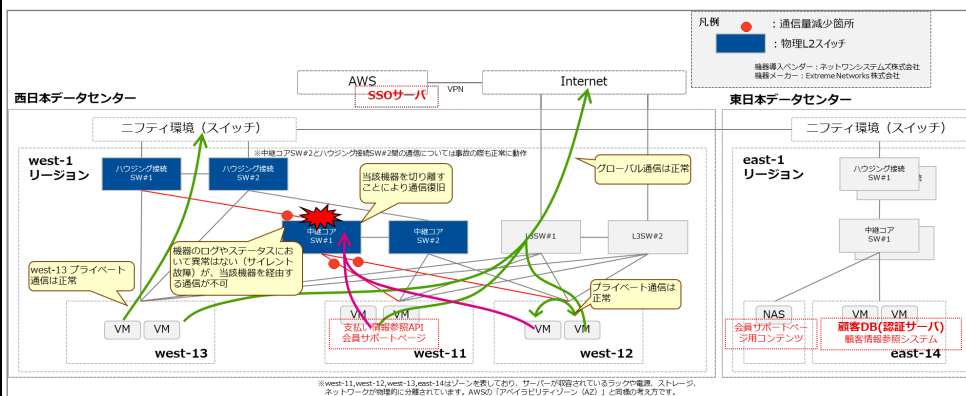 凡例
：通信量減少箇所
：物理L2スイッチ
機器導入ベンダー：ネットワンシステムズ株式会社
機器メーカー：Extreme Networks 株式会社
AWS
SSOサーバ
VPN
Internet
西日本データセンター
東日本データセンター
ニフティ環境（スイッチ）
ニフティ環境（スイッチ）
※中継コアSW#2とハウジング接続SW#2間の通信については事故の際も正常に動作
west-1
リージョン
ハウジング接続
SW#1
ハウジング接続
SW#2
当該機器を切り離す
ことにより通信復旧
グローバル通信は正常
east-1
リージョン
ハウジング接続
SW#1
中継コア
SW#1
中継コア
SW#2
L3SW#1
L3SW#2
中継コア
SW#1
機器のログやステータスにお
いて異常はない（サイレント
故障）が、当該機器を経由す
る通信が不可
west-13 プライベート
通信は正常
プライベート通信は
正常
VM
VM
west-13
VM
VM
支払い情報参照API
会員サポートページ
west-11
VM
VM
west-12
NAS
会員サポートペー
ジ用コンテンツ
VM
VM
顧客DB(認証サーバ)
顧客情報参照システム
east-14
※west-11,west-12,west-13,east-14はゾーンを表しており、サーバーが収容されているラックや電源、ストレージ、
ネットワークが物理的に分離されています。AWSの「アベイラビリティゾーン（AZ）」と同様の考え方です。